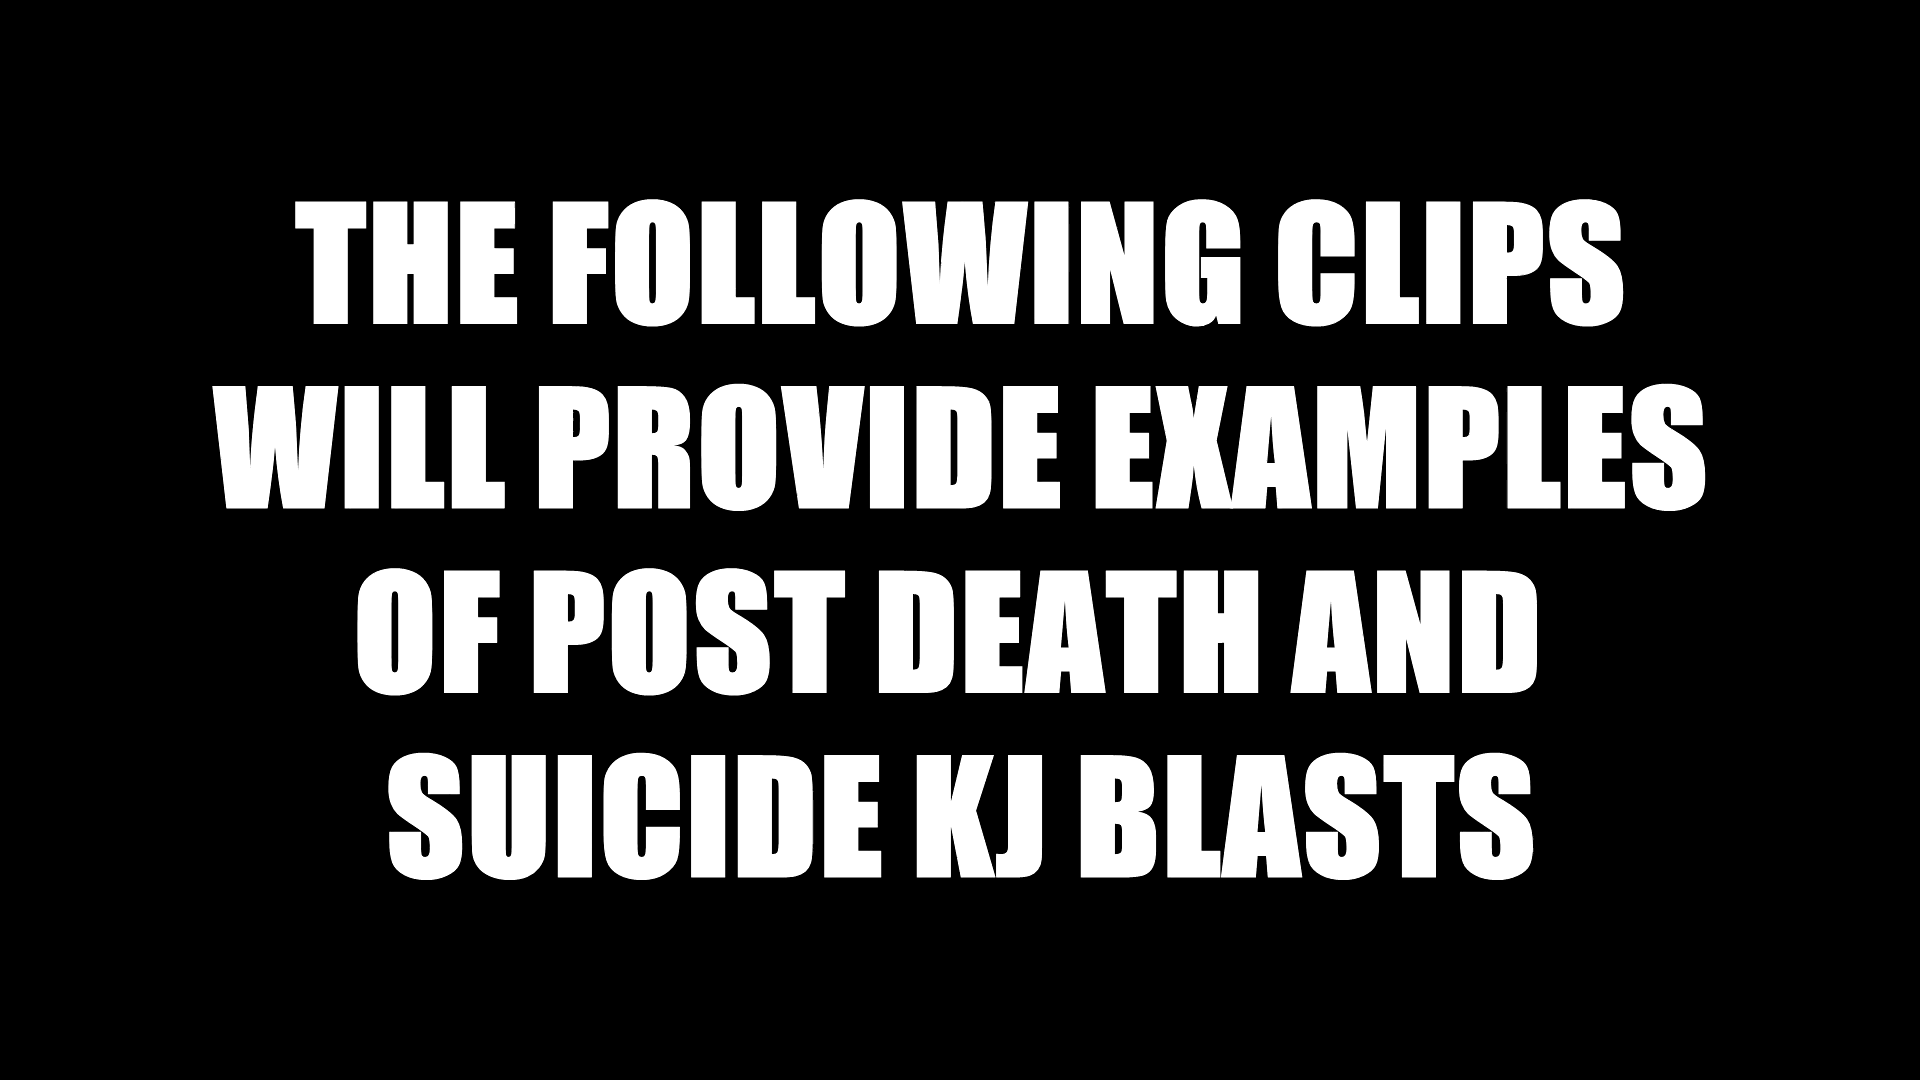 THE FOLLOWING CLIPS
WILL PROVIDE EXAMPLES
OF POST DEATH AND
SUICIDE KJ BLASTS